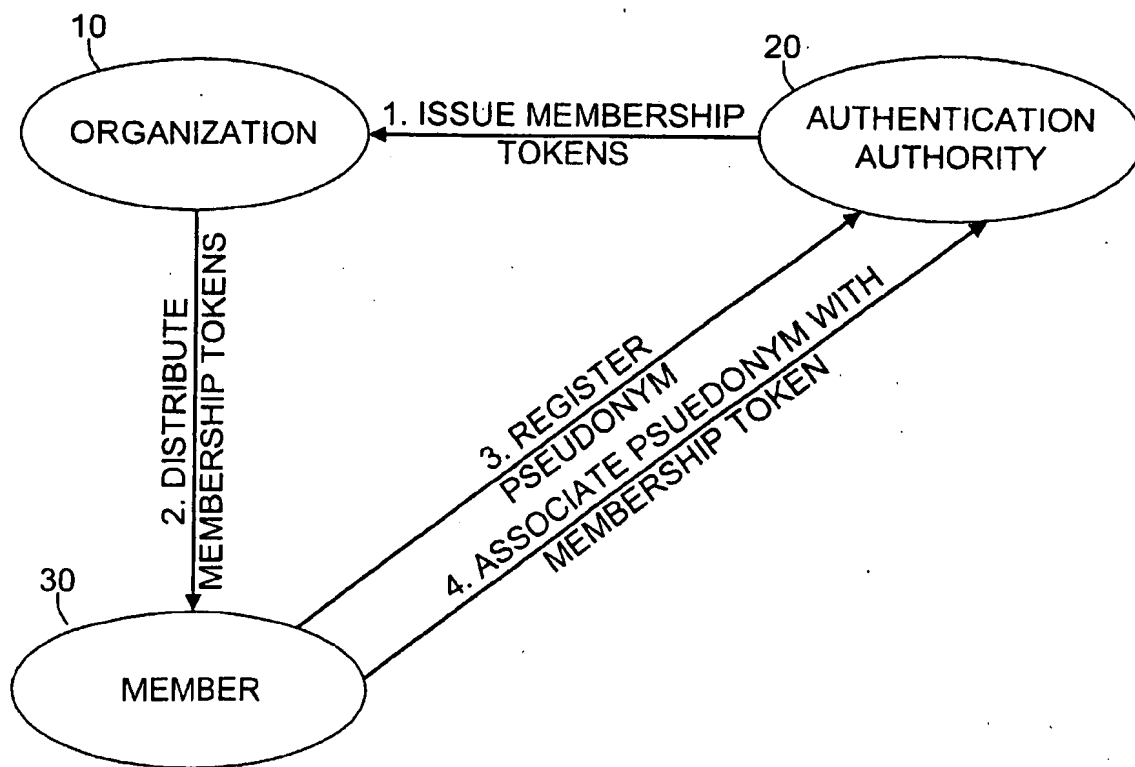 10
20
ORGANIZATION
1. ISSUE MEMBERSHIP
TOKENS
AUTHENTICATION
AUTHORITY
2. DISTRIBUTE
MEMBERSHIP TOKENS
3. REGISTER
PSEUDONYM
4. ASSOCIATE PSUEDONYM WITH
MEMBERSHIP TOKEN
30
MEMBER